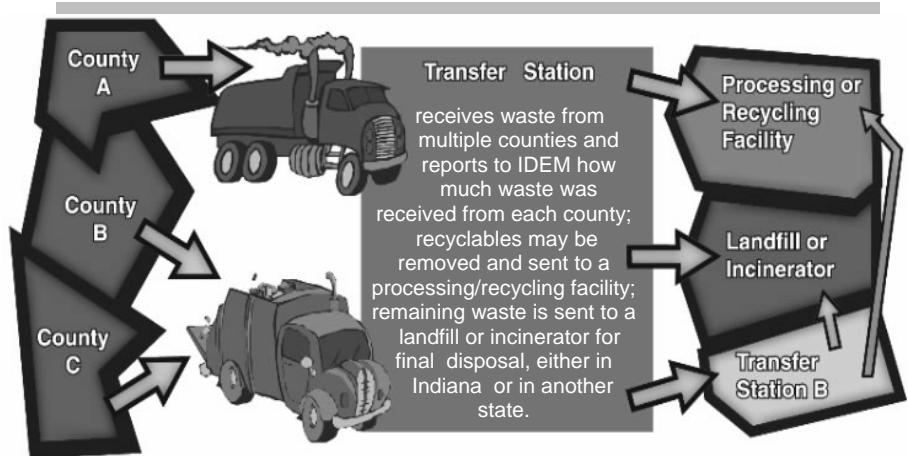 County
A
County
B
County
C
Transfer Station
receives waste from
multiple counties and
reports to IDEM how
much waste was
received from each county;
recyclables may be
removed and sent to a
processing/recycling facility;
remaining waste is sent to a
landfill or incinerator for
final disposal, either in
Indiana or in another
state.
Processing or
Recycling
Facility
Landfill or
Incinerator
Transfer
Station B